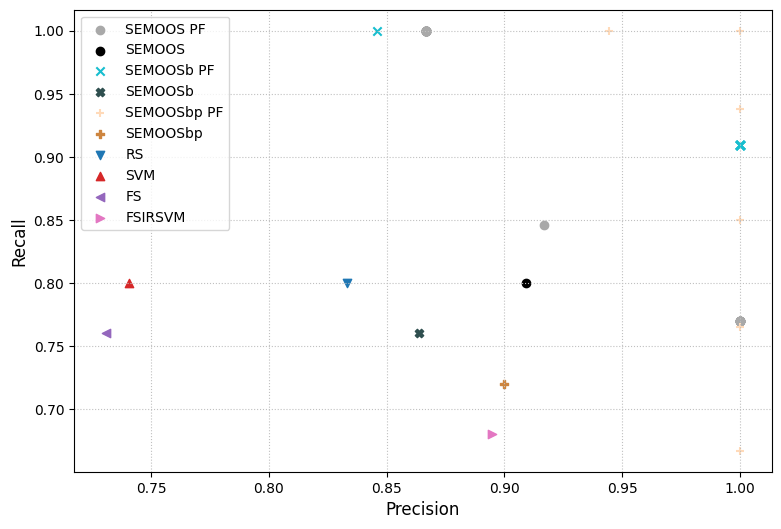 1.00
0.95
0.90
0.85
0.80
0.75
0.70
Recall
SEMOOS PF
SEMOOS
SEMOOSb PF
SEMOOSb
SEMOOSbp PF
SEMOOSbp
RS
SVM
FS
FSIRSVM
0.75 0.80 0.85 0.90 0.95 1.00
Precision